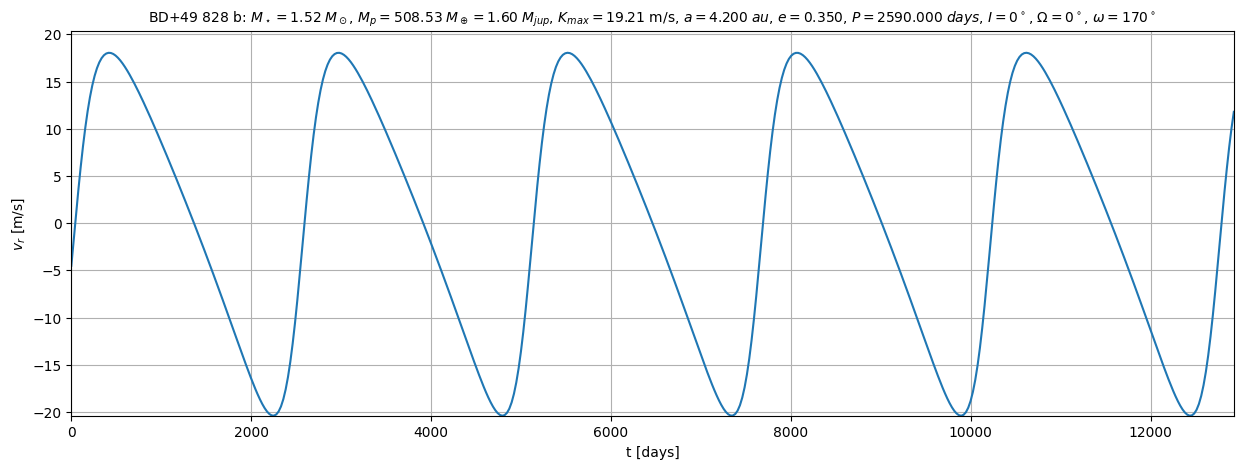 BD+49 828 b: M⋆ = 1.52 M⊙, Mp = 508.53 M⊕ = 1.60 Mjup, Kmax = 19.21 m/s, a = 4.200 au, e = 0.350, P = 2590.000 days, I = 0°, Ω = 0°, ω = 170°
20
15
10
5
0
−5
−10
−15
−20
vr [m/s]
0 2000 4000 6000 8000 10000 12000
t [days]